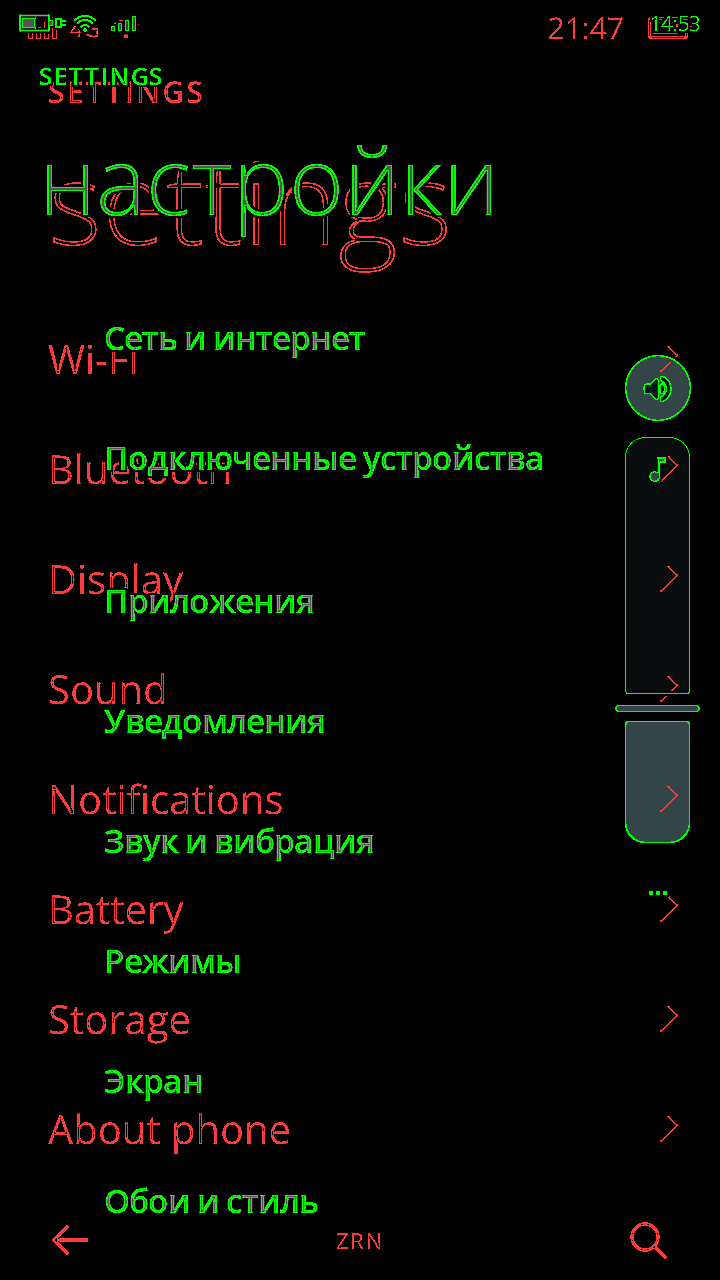 4G 21:47 14:53
SETTINGS
SETTINGS
настройки
settings
Сеть и интернет
Wi-Fi
Подключенные устройства
Bluetooth
Display
Приложения
Sound
Уведомления
Notifications
Звук и вибрация
Battery
Режимы
Storage
Экран
About phone
Обои и стиль
ZRN